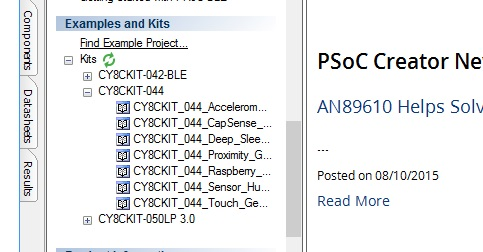 Components
Datasheets
Results
Examples and Kits
Find Example Project...
Kits
CY8CKIT-042-BLE
CY8CKIT-044
CY8CKIT_044_Accelerom...
CY8CKIT_044_CapSense_...
CY8CKIT_044_Deep_Slee...
CY8CKIT_044_Proximity_G...
CY8CKIT_044_Raspberry_...
CY8CKIT_044_Sensor_Hu...
CY8CKIT_044_Touch_Ge...
CY8CKIT-050LP 3.0
PSoC Creator Ne
AN89610 Helps Solv
...
Posted on 08/10/2015
Read More